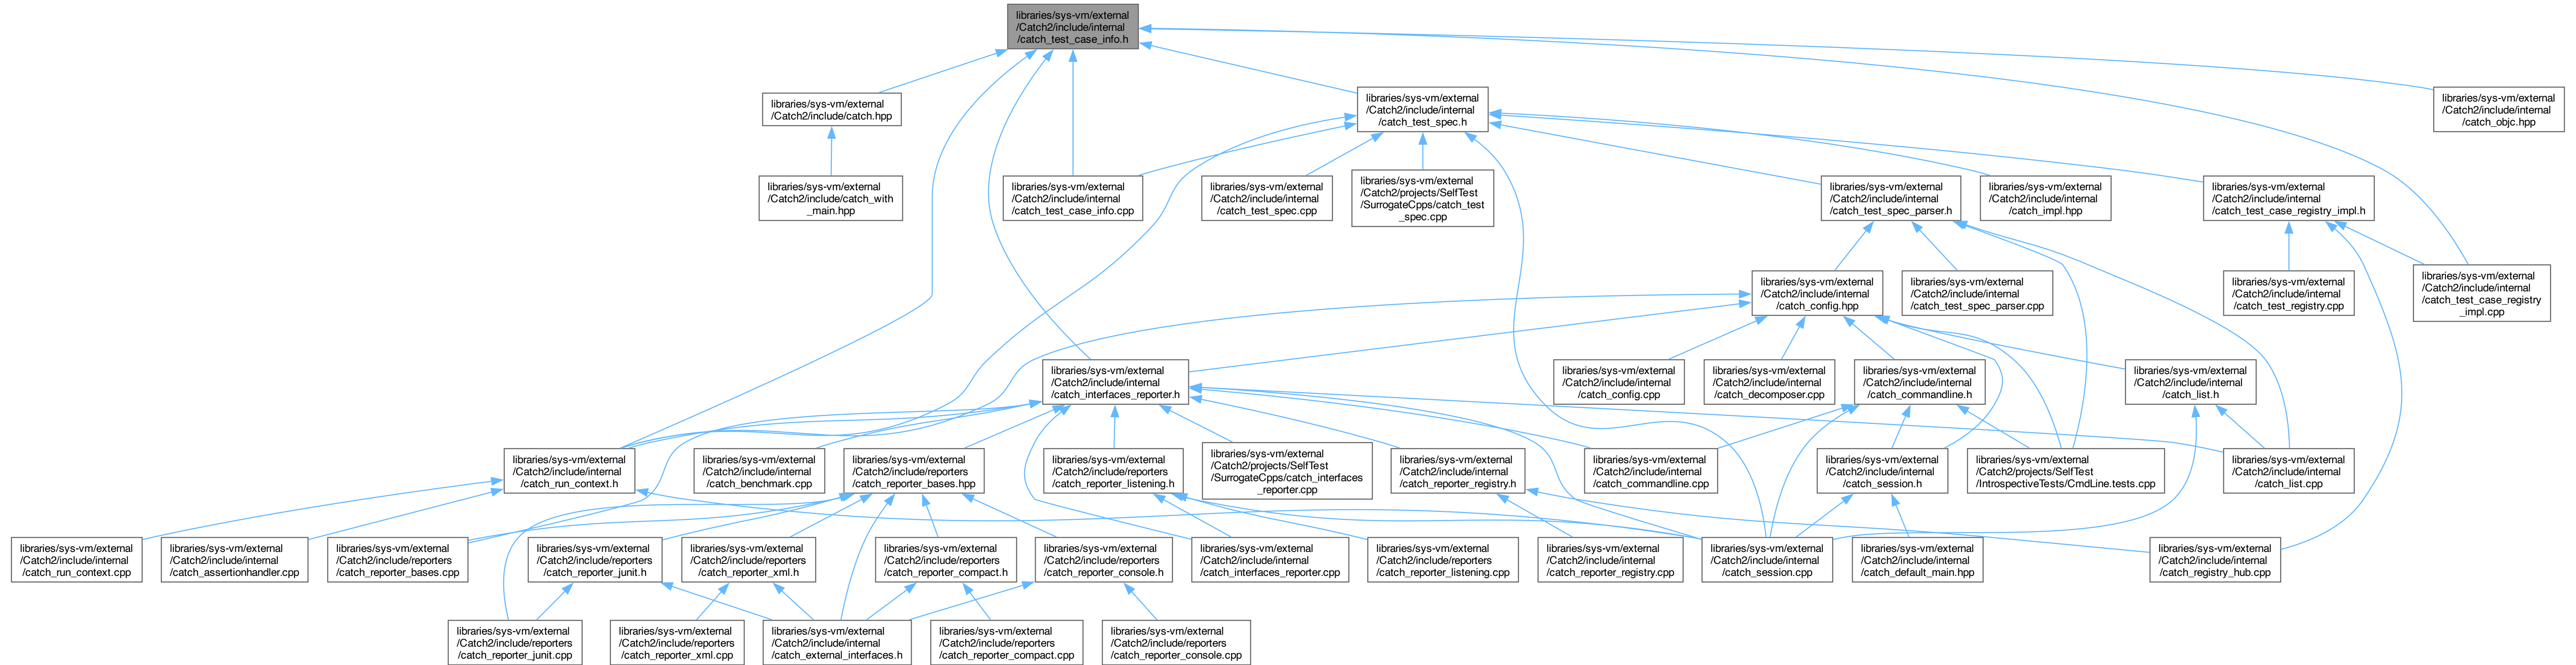 libraries/sys-vm/external
/Catch2/include/internal
/catch_test_case_info.h
libraries/sys-vm/external
/Catch2/include/catch.hpp
libraries/sys-vm/external
/Catch2/include/internal
/catch_test_spec.h
libraries/sys-vm/external
/Catch2/include/internal
/catch_objc.hpp
libraries/sys-vm/external
/Catch2/include/catch_with
_main.hpp
libraries/sys-vm/external
/Catch2/include/internal
/catch_test_case_info.cpp
libraries/sys-vm/external
/Catch2/include/internal
/catch_test_spec.cpp
libraries/sys-vm/external
/Catch2/projects/SelfTest
/SurrogateCpps/catch_test
_spec.cpp
libraries/sys-vm/external
/Catch2/include/internal
/catch_test_spec_parser.h
libraries/sys-vm/external
/Catch2/include/internal
/catch_impl.hpp
libraries/sys-vm/external
/Catch2/include/internal
/catch_test_case_registry_impl.h
libraries/sys-vm/external
/Catch2/include/internal
/catch_config.hpp
libraries/sys-vm/external
/Catch2/include/internal
/catch_test_spec_parser.cpp
libraries/sys-vm/external
/Catch2/include/internal
/catch_test_registry.cpp
libraries/sys-vm/external
/Catch2/include/internal
/catch_test_case_registry
_impl.cpp
libraries/sys-vm/external
/Catch2/include/internal
/catch_interfaces_reporter.h
libraries/sys-vm/external
/Catch2/include/internal
/catch_config.cpp
libraries/sys-vm/external
/Catch2/include/internal
/catch_decomposer.cpp
libraries/sys-vm/external
/Catch2/include/internal
/catch_commandline.h
libraries/sys-vm/external
/Catch2/include/internal
/catch_list.h
libraries/sys-vm/external
/Catch2/include/internal
/catch_run_context.h
libraries/sys-vm/external
/Catch2/include/internal
/catch_benchmark.cpp
libraries/sys-vm/external
/Catch2/include/reporters
/catch_reporter_bases.hpp
libraries/sys-vm/external
/Catch2/include/reporters
/catch_reporter_listening.h
libraries/sys-vm/external
/Catch2/projects/SelfTest
/SurrogateCpps/catch_interfaces
_reporter.cpp
libraries/sys-vm/external
/Catch2/include/internal
/catch_reporter_registry.h
libraries/sys-vm/external
/Catch2/include/internal
/catch_commandline.cpp
libraries/sys-vm/external
/Catch2/include/internal
/catch_session.h
libraries/sys-vm/external
/Catch2/projects/SelfTest
/IntrospectiveTests/CmdLine.tests.cpp
libraries/sys-vm/external
/Catch2/include/internal
/catch_list.cpp
libraries/sys-vm/external
/Catch2/include/internal
/catch_run_context.cpp
libraries/sys-vm/external
/Catch2/include/internal
/catch_assertionhandler.cpp
libraries/sys-vm/external
/Catch2/include/reporters
/catch_reporter_bases.cpp
libraries/sys-vm/external
/Catch2/include/reporters
/catch_reporter_junit.h
libraries/sys-vm/external
/Catch2/include/reporters
/catch_reporter_xml.h
libraries/sys-vm/external
/Catch2/include/reporters
/catch_reporter_compact.h
libraries/sys-vm/external
/Catch2/include/reporters
/catch_reporter_console.h
libraries/sys-vm/external
/Catch2/include/internal
/catch_interfaces_reporter.cpp
libraries/sys-vm/external
/Catch2/include/reporters
/catch_reporter_listening.cpp
libraries/sys-vm/external
/Catch2/include/internal
/catch_reporter_registry.cpp
libraries/sys-vm/external
/Catch2/include/internal
/catch_session.cpp
libraries/sys-vm/external
/Catch2/include/internal
/catch_default_main.hpp
libraries/sys-vm/external
/Catch2/include/internal
/catch_registry_hub.cpp
libraries/sys-vm/external
/Catch2/include/reporters
/catch_reporter_junit.cpp
libraries/sys-vm/external
/Catch2/include/reporters
/catch_reporter_xml.cpp
libraries/sys-vm/external
/Catch2/include/internal
/catch_external_interfaces.h
libraries/sys-vm/external
/Catch2/include/reporters
/catch_reporter_compact.cpp
libraries/sys-vm/external
/Catch2/include/reporters
/catch_reporter_console.cpp